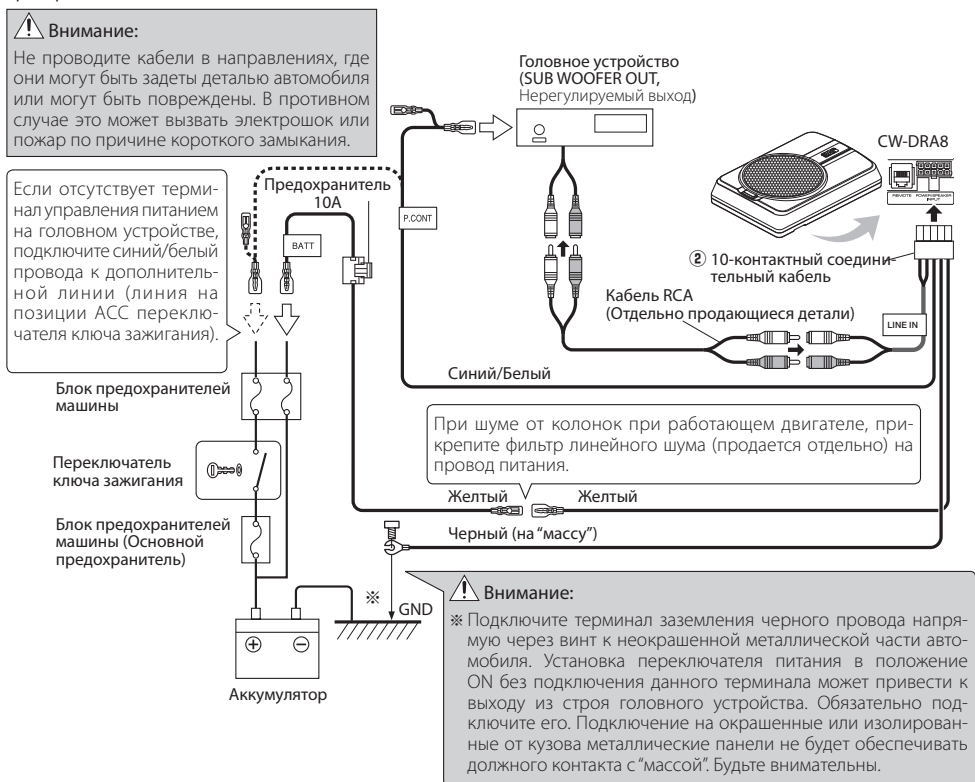 Внимание:
Не проводите кабели в направлениях, где
они могут быть задеты деталью автомобиля
или могут быть повреждены. В противном
случае это может вызвать электрошок или
пожар по причине короткого замыкания.
Головное устройство
(SUB WOOFER OUT,
Нерегулируемый выход)
CW-DRA8
REMOTE POWER/SPEAKER
INPUT
Если отсутствует терми-
нал управления питанием
на головном устройстве,
подключите синий/белый
провода к дополнитель-
ной линии (линия на
позиции ACC переклю-
чателя ключа зажигания).
Предохранитель
10A
P.CONT
BATT
② 10-контактный соедини-
тельный кабель
Кабель RCA
(Отдельно продающиеся детали)
LINE IN
Синий/Белый
Блок предохранителей
машины
При шуме от колонок при работающем двигателе, при-
крепите фильтр линейного шума (продается отдельно) на
провод питания.
Переключатель
ключа зажигания
Желтый
Желтый
Блок предохранителей
машины (Основной
предохранитель)
Черный (на “массу”)
※
GND
Аккумулятор
Внимание:
※ Подключите терминал заземления черного провода напря-
мую через винт к неокрашенной металлической части авто-
мобиля. Установка переключателя питания в положение
ON без подключения данного терминала может привести к
выходу из строя головного устройства. Обязательно под-
ключите его. Подключение на окрашенные или изолирован-
ные от кузова металлические панели не будет обеспечивать
должного контакта с “массой”. Будьте внимательны.